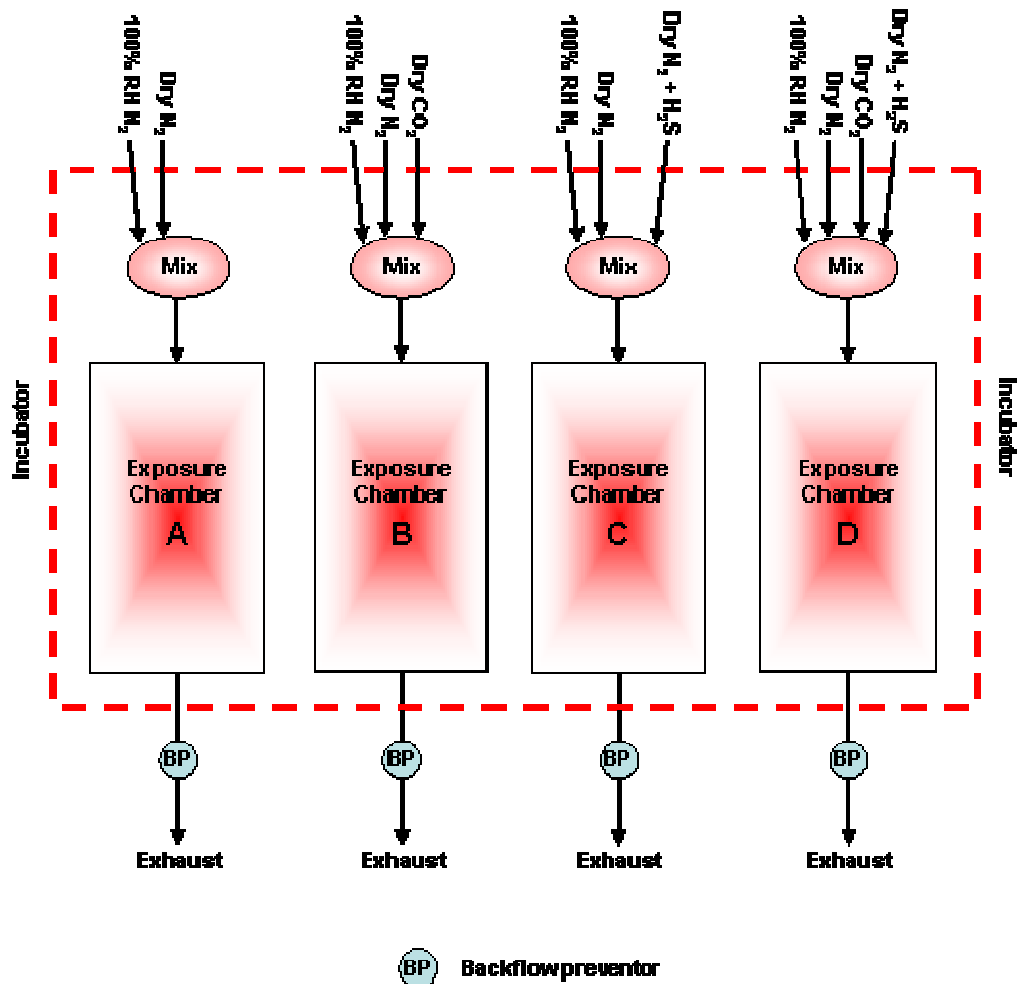 100% RH N₂
Dry N₂
100% RH N₂
Dry N₂
Dry CO₂
100% RH N₂
Dry N₂
Dry N₂ + H₂S
100% RH N₂
Dry N₂
Dry CO₂
Dry N₂ + H₂S
Mix
Mix
Mix
Mix
Incubator
Incubator
Exposure
Chamber
A
Exposure
Chamber
B
Exposure
Chamber
C
Exposure
Chamber
D
BP
BP
BP
BP
Exhaust
Exhaust
Exhaust
Exhaust
BP Backflow preventor